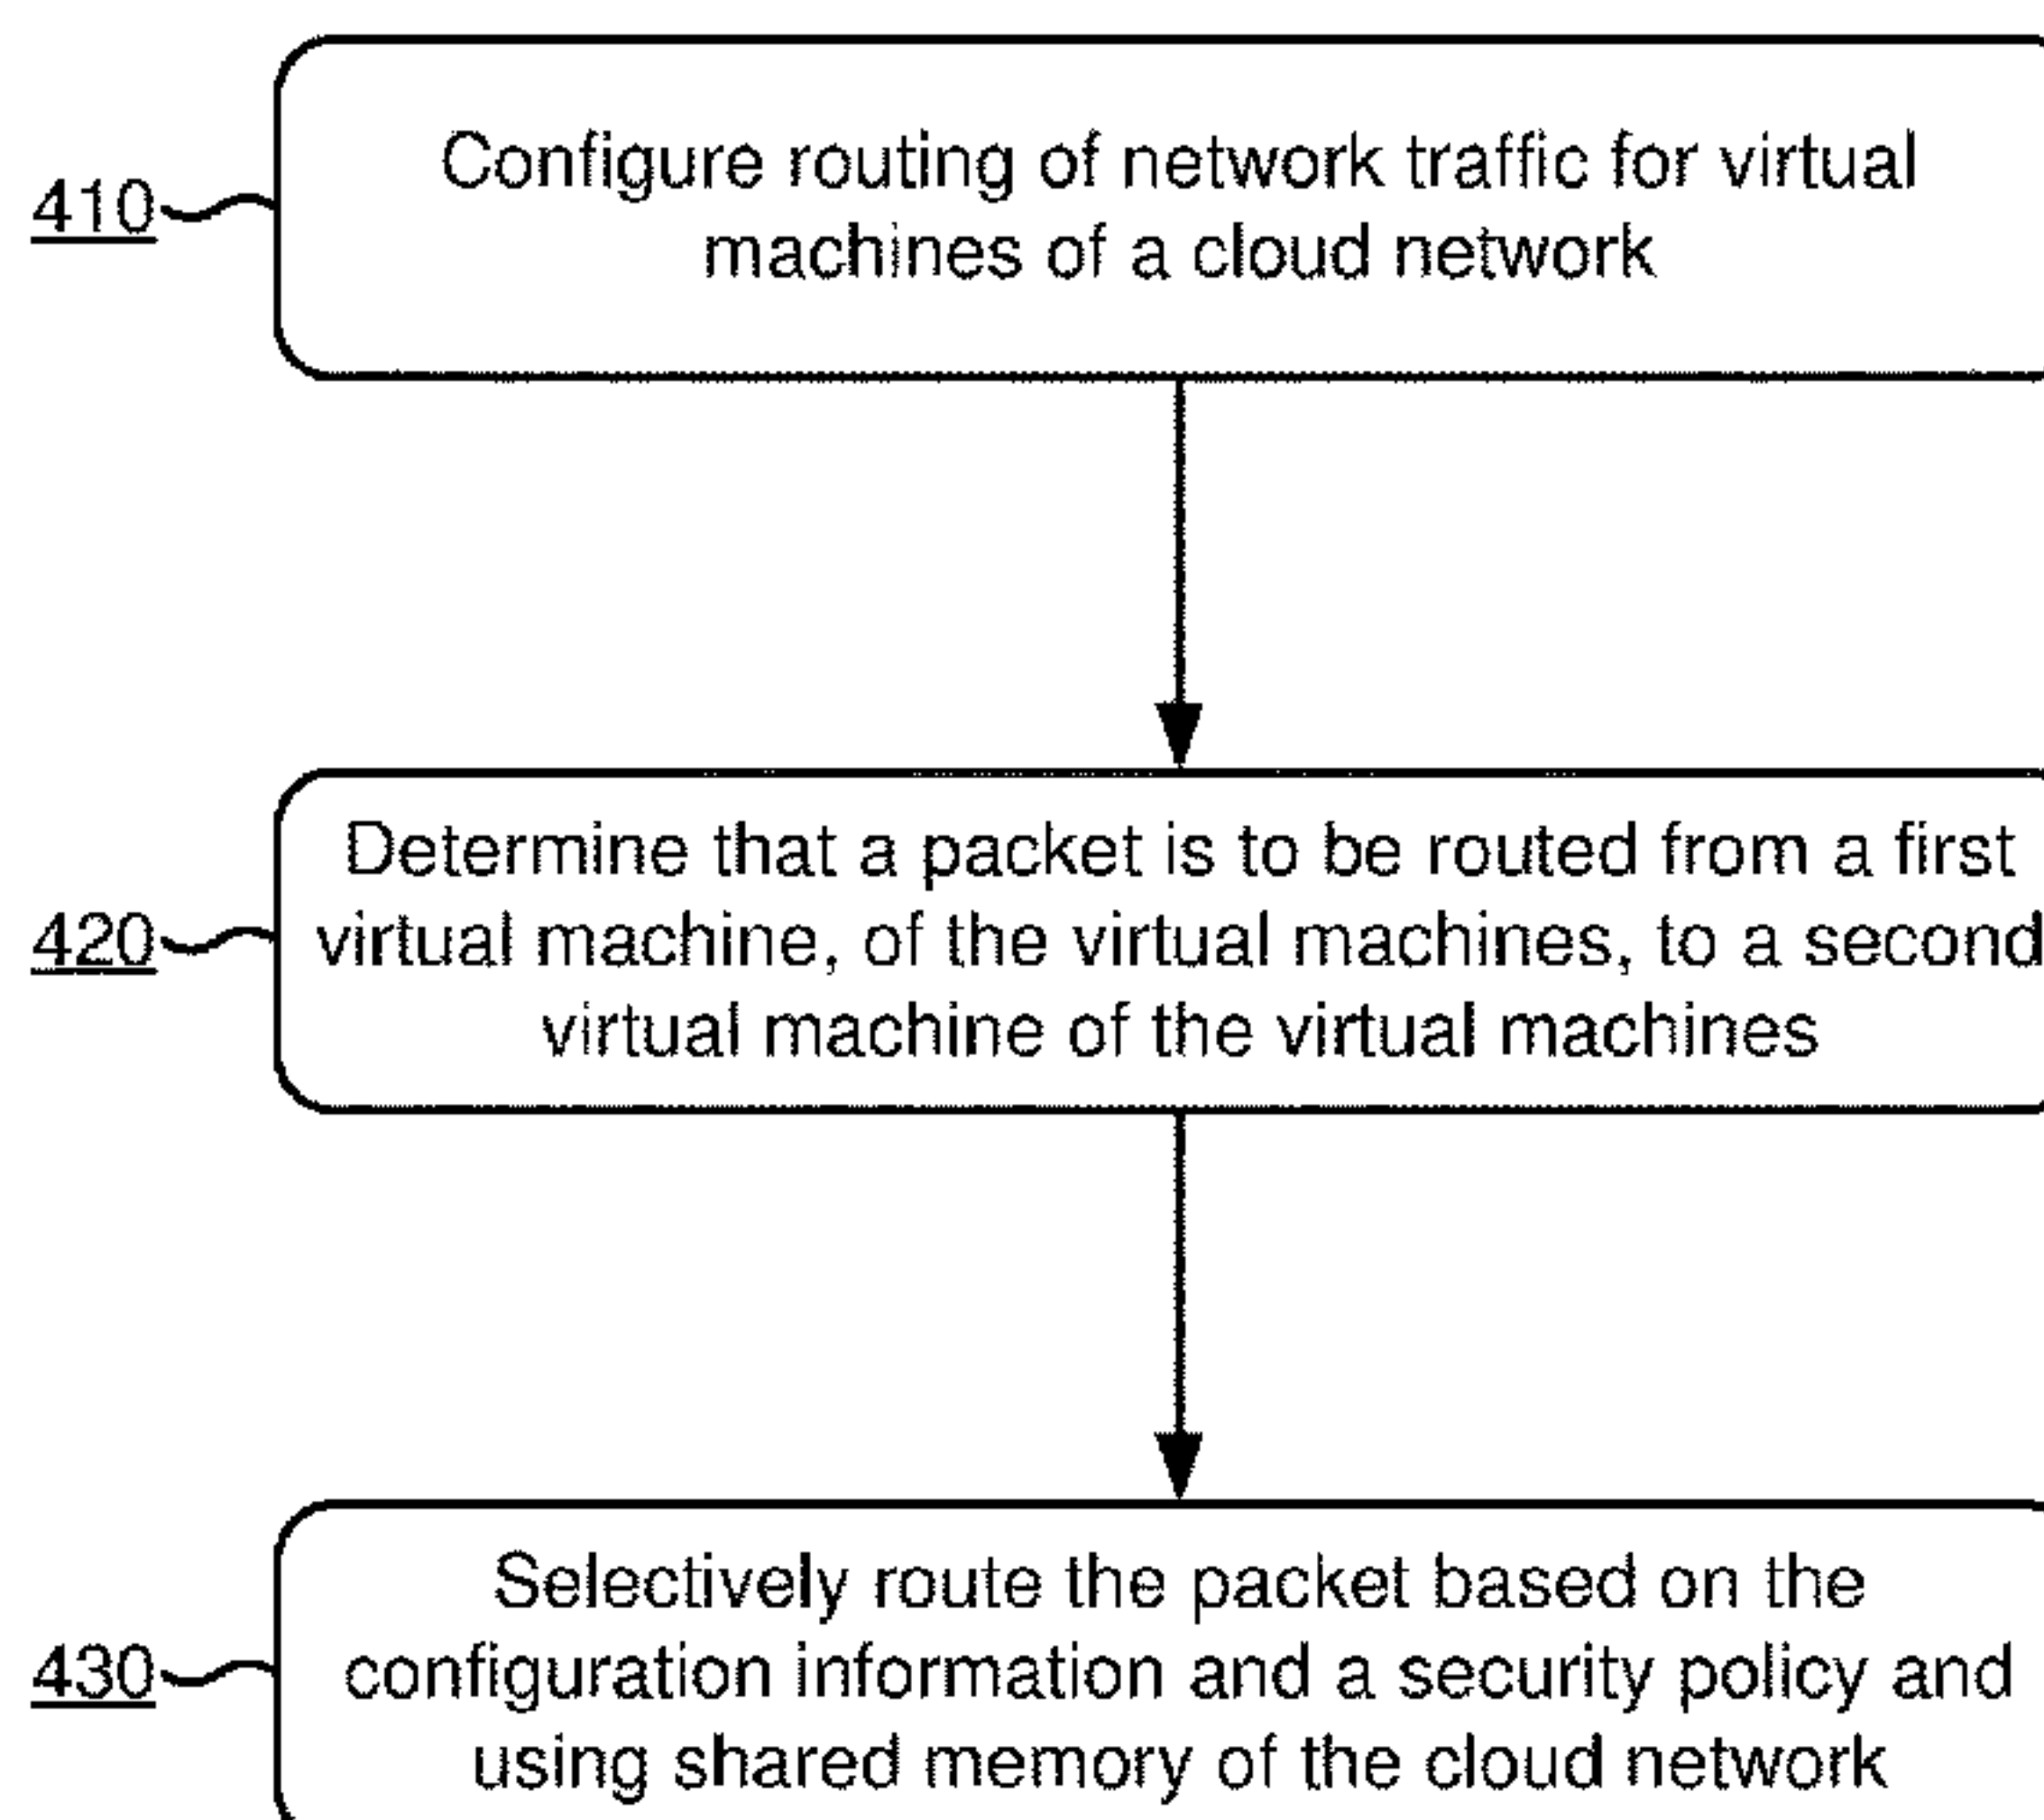 Configure routing of network traffic for virtual
410
machines of a cloud network
Determine that a packet is to be routed from a first
420
virtual machine, of the virtual machines, to a second
virtual machine of the virtual machines
Selectively route the packet based on the
430
configuration information and a security policy and
using shared memory of the cloud network